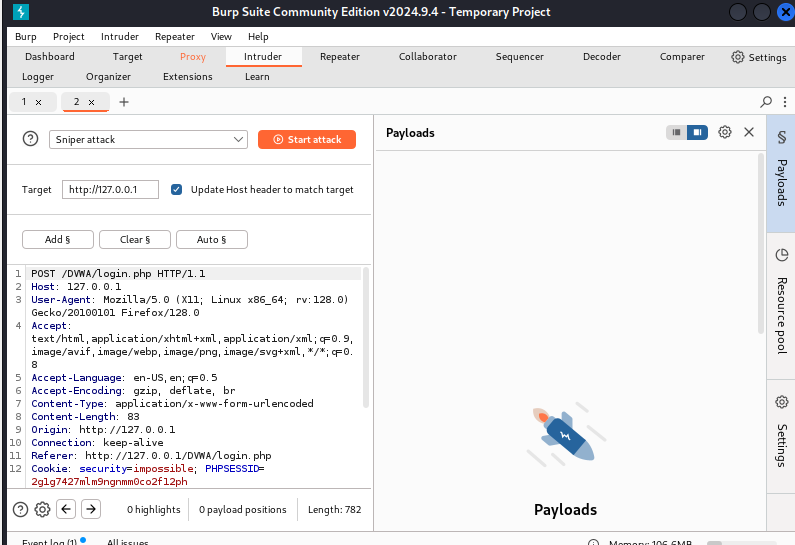 Burp Suite Community Edition v2024.9.4 - Temporary Project
Burp Project Intruder Repeater View Help
Dashboard Target Proxy Intruder Repeater Collaborator Sequencer Decoder Comparer Settings
Logger Organizer Extensions Learn
1 × 2 × +
Sniper attack Start attack
Payloads
Target http://127.0.0.1 Update Host header to match target
Add § Clear § Auto §
1 POST /DVWA/login.php HTTP/1.1
2 Host: 127.0.0.1
3 User-Agent: Mozilla/5.0 (X11; Linux x86_64; rv:128.0)
Gecko/20100101 Firefox/128.0
4 Accept:
text/html,application/xhtml+xml,application/xml;q=0.9,
image/avif,image/webp,image/png,image/svg+xml,*/*;q=0.
8
5 Accept-Language: en-US,en;q=0.5
6 Accept-Encoding: gzip, deflate, br
7 Content-Type: application/x-www-form-urlencoded
8 Content-Length: 83
9 Origin: http://127.0.0.1
10 Connection: keep-alive
11 Referer: http://127.0.0.1/DVWA/login.php
12 Cookie: security=impossible; PHPSESSID=
2g1g7427mlm9ngnmm0co2f12ph
0 highlights 0 payload positions Length: 782
Payloads
Payloads
Resource pool
Settings
Event log (1) All issues
Memory: 106.6MB